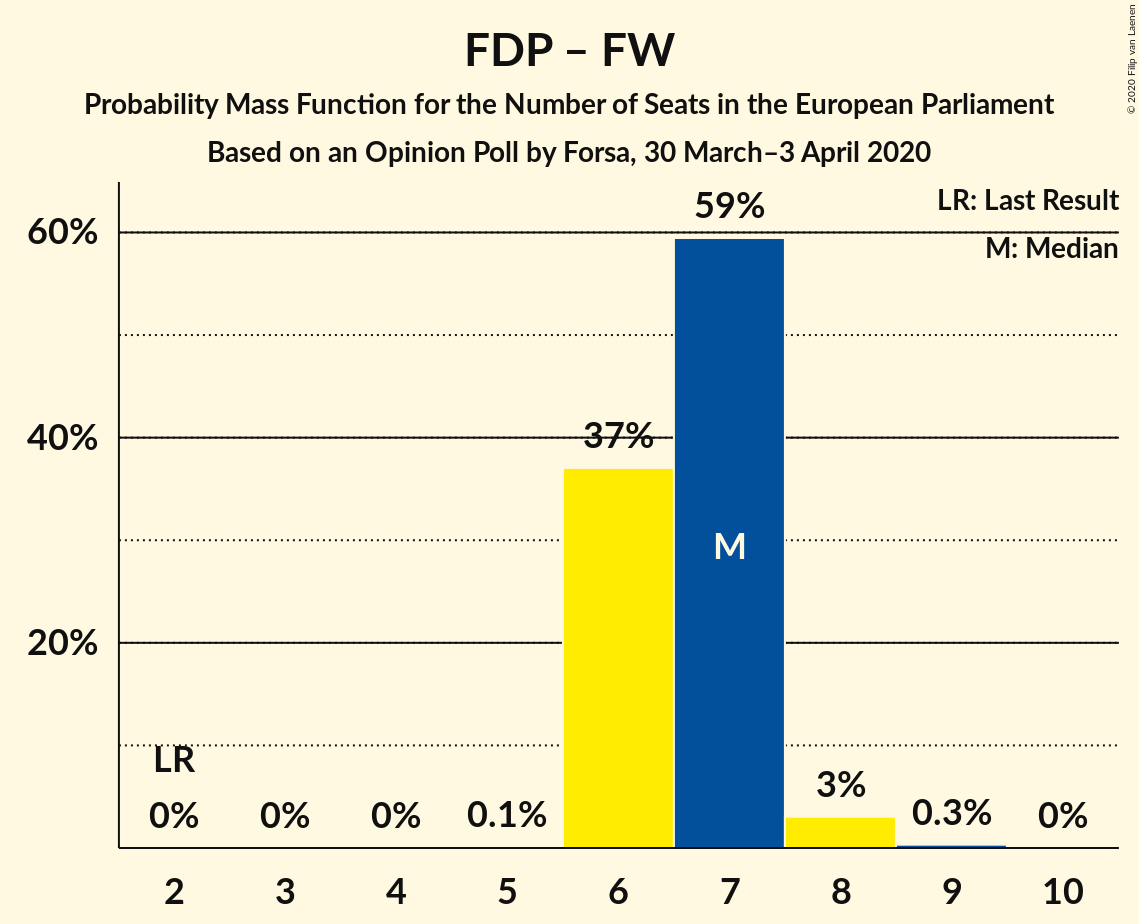 FDP – FW
Probability Mass Function for the Number of Seats in the European Parliament
Based on an Opinion Poll by Forsa, 30 March–3 April 2020
© 2020 Filip van Laenen
LR: Last Result
M: Median
60%
40%
20%
59%
37%
M
LR
0%
0%
0%
0.1%
3%
0.3%
0%
2 3 4 5 6 7 8 9 10